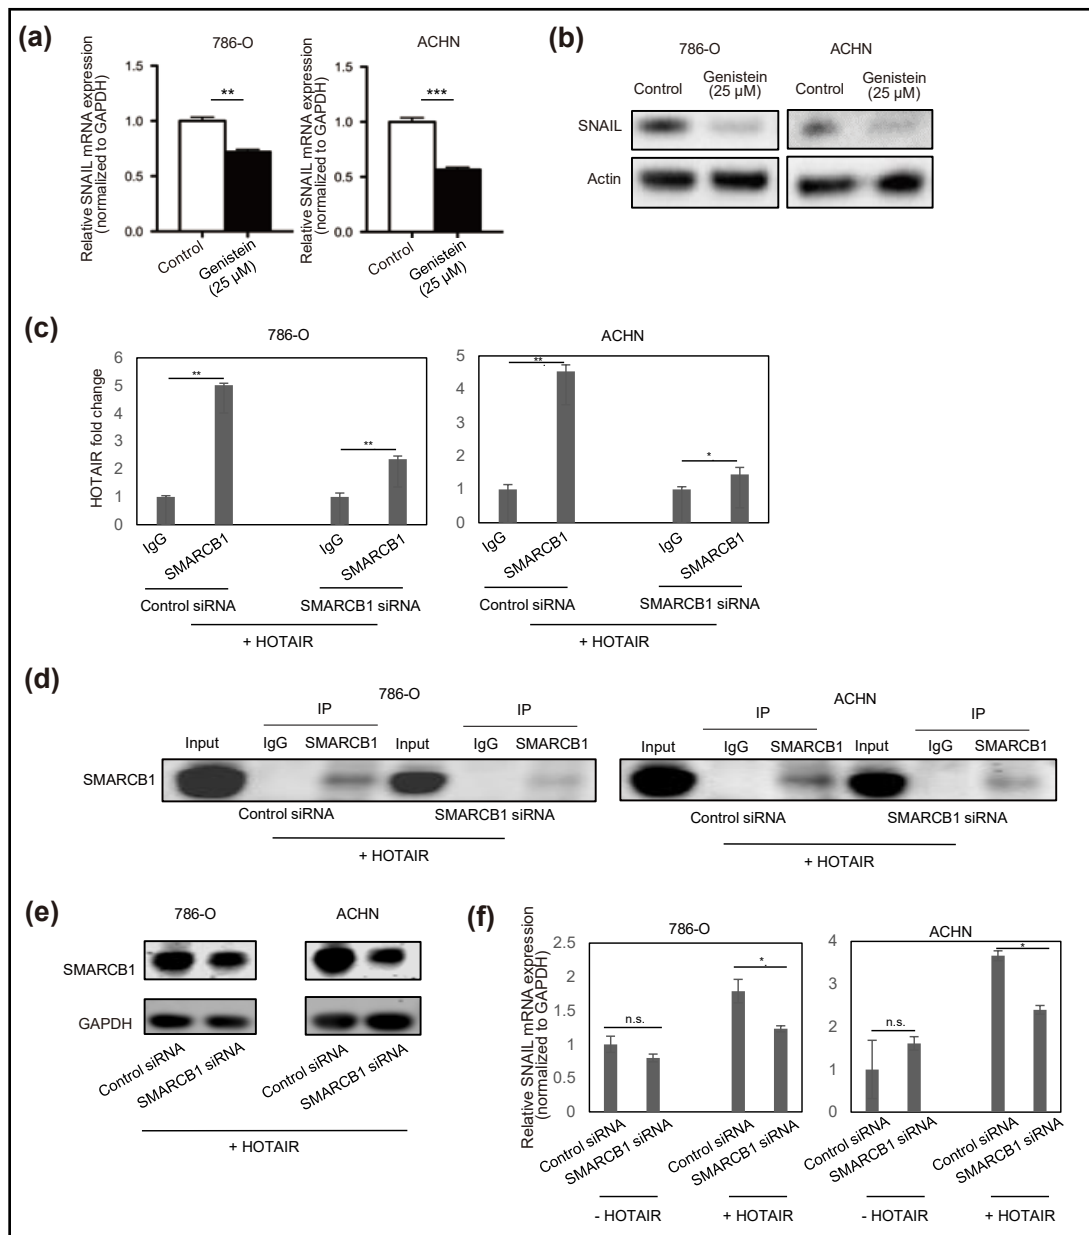 (a)
786-O
ACHN
Relative SNAIL mRNA expression
(normalized to GAPDH)
1.5
1.0
0.5
0.0
**
Control
Genistein
(25 µM)
Relative SNAIL mRNA expression
(normalized to GAPDH)
1.5
1.0
0.5
0.0
***
Control
Genistein
(25 µM)
(b)
786-O
ACHN
Control
Genistein
(25 µM)
Control
Genistein
(25 µM)
SNAIL
Actin
(c)
786-O
ACHN
HOTAIR fold change
6
5
4
3
2
1
0
**
**
IgG
SMARCB1
IgG
SMARCB1
Control siRNA
SMARCB1 siRNA
+ HOTAIR
5
4
3
2
1
0
**
*
IgG
SMARCB1
IgG
SMARCB1
Control siRNA
SMARCB1 siRNA
+ HOTAIR
(d)
786-O
ACHN
IP
IP
IP
IP
Input
IgG
SMARCB1
Input
IgG
SMARCB1
Input
IgG
SMARCB1
Input
IgG
SMARCB1
SMARCB1
Control siRNA
SMARCB1 siRNA
Control siRNA
SMARCB1 siRNA
+ HOTAIR
+ HOTAIR
(e)
786-O
ACHN
SMARCB1
GAPDH
Control siRNA
SMARCB1 siRNA
Control siRNA
SMARCB1 siRNA
+ HOTAIR
(f)
786-O
ACHN
Relative SNAIL mRNA expression
(normalized to GAPDH)
2.5
2
1.5
1
0.5
0
n.s.
*
Control siRNA
SMARCB1 siRNA
Control siRNA
SMARCB1 siRNA
- HOTAIR
+ HOTAIR
4
3
2
1
0
n.s.
*
Control siRNA
SMARCB1 siRNA
Control siRNA
SMARCB1 siRNA
- HOTAIR
+ HOTAIR